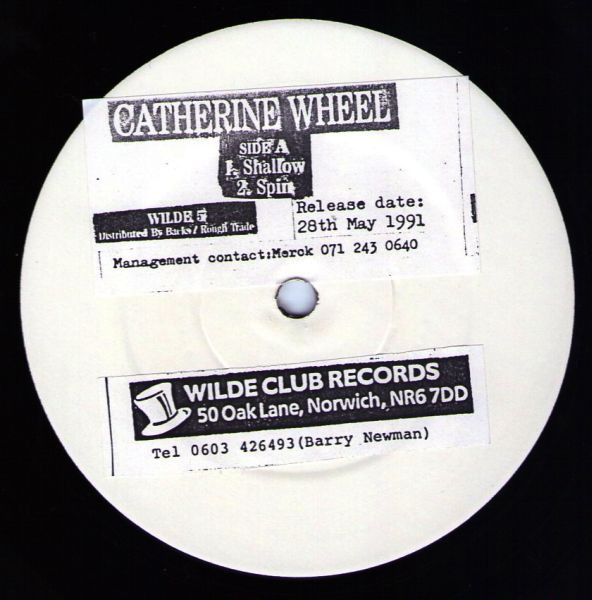 CATHERINE WHEEL
SIDE A
1. Shallow
2. Spin
WILDE 5
Distributed By Backs / Rough Trade
Release date:
28th May 1991
Management contact:Merck 071 243 0640
WILDE CLUB RECORDS
50 Oak Lane, Norwich, NR6 7DD
Tel 0603 426493(Barry Newman)